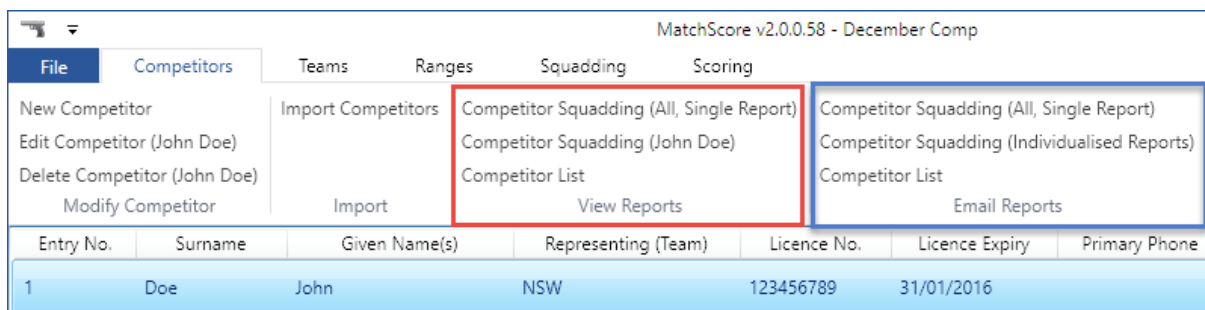 MatchScore v2.0.0.58 - December Comp
File Competitors Teams Ranges Squadding Scoring
New Competitor Import Competitors Competitor Squadding (All, Single Report) Competitor Squadding (All, Single Report)
Edit Competitor (John Doe) Competitor Squadding (John Doe) Competitor Squadding (Individualised Reports)
Delete Competitor (John Doe) Competitor List Competitor List
Modify Competitor Import View Reports Email Reports
Entry No. Surname Given Name(s) Representing (Team) Licence No. Licence Expiry Primary Phone
1 Doe John NSW 123456789 31/01/2016